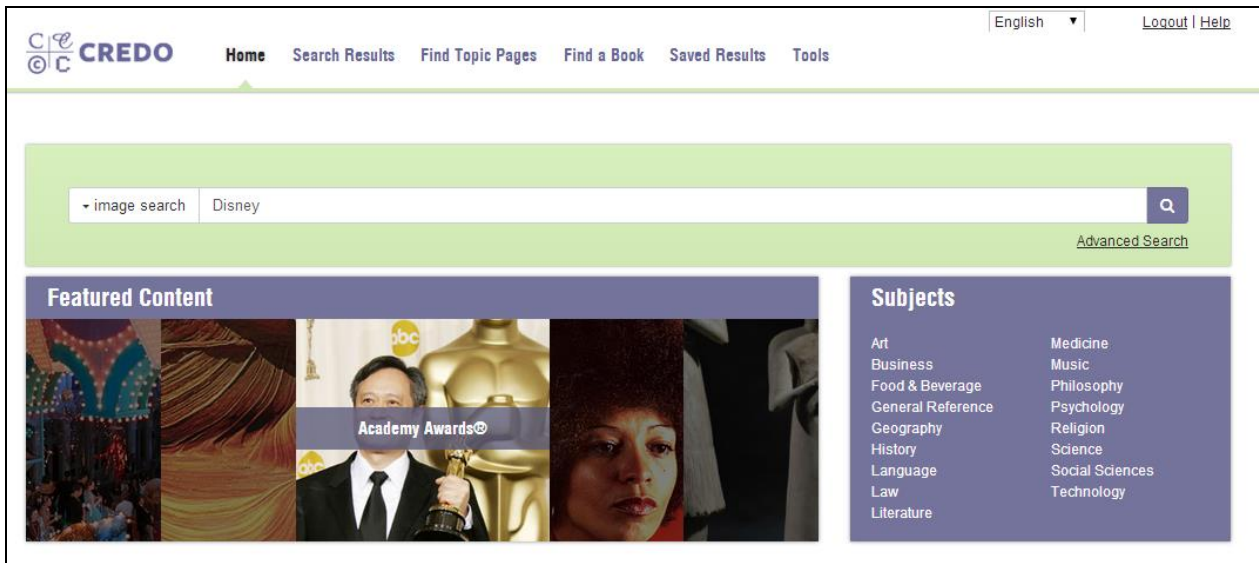 English ▼ Logout | Help
CREDO
Home Search Results Find Topic Pages Find a Book Saved Results Tools
image search Disney
Advanced Search
Featured Content
abc
abc
Academy Awards®
Subjects
Art
Business
Food & Beverage
General Reference
Geography
History
Language
Law
Literature
Medicine
Music
Philosophy
Psychology
Religion
Science
Social Sciences
Technology